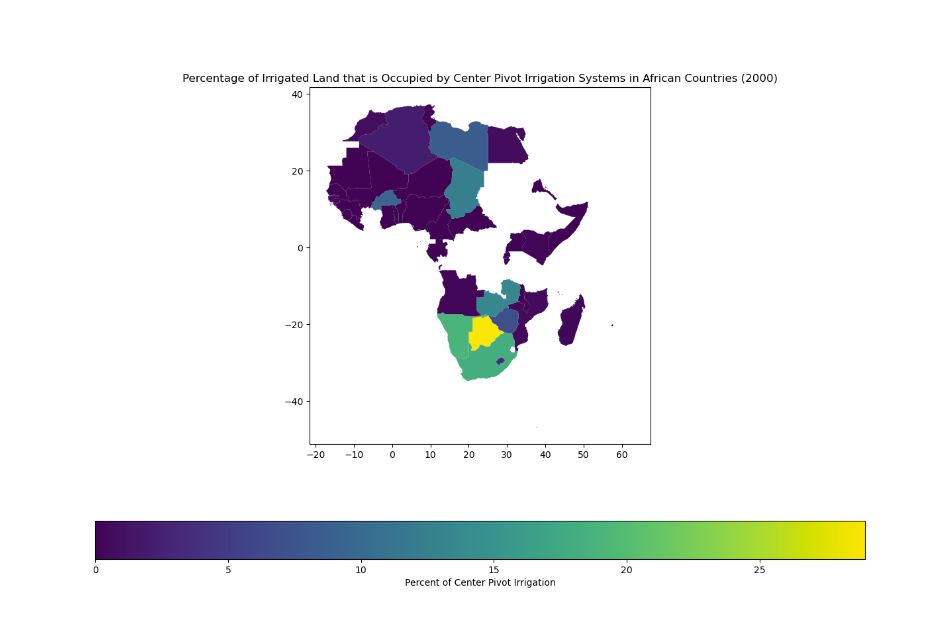 Percentage of Irrigated Land that is Occupied by Center Pivot Irrigation Systems in African Countries (2000)
40
20
0
−20
−40
−20 −10 0 10 20 30 40 50 60
0 5 10 15 20 25
Percent of Center Pivot Irrigation